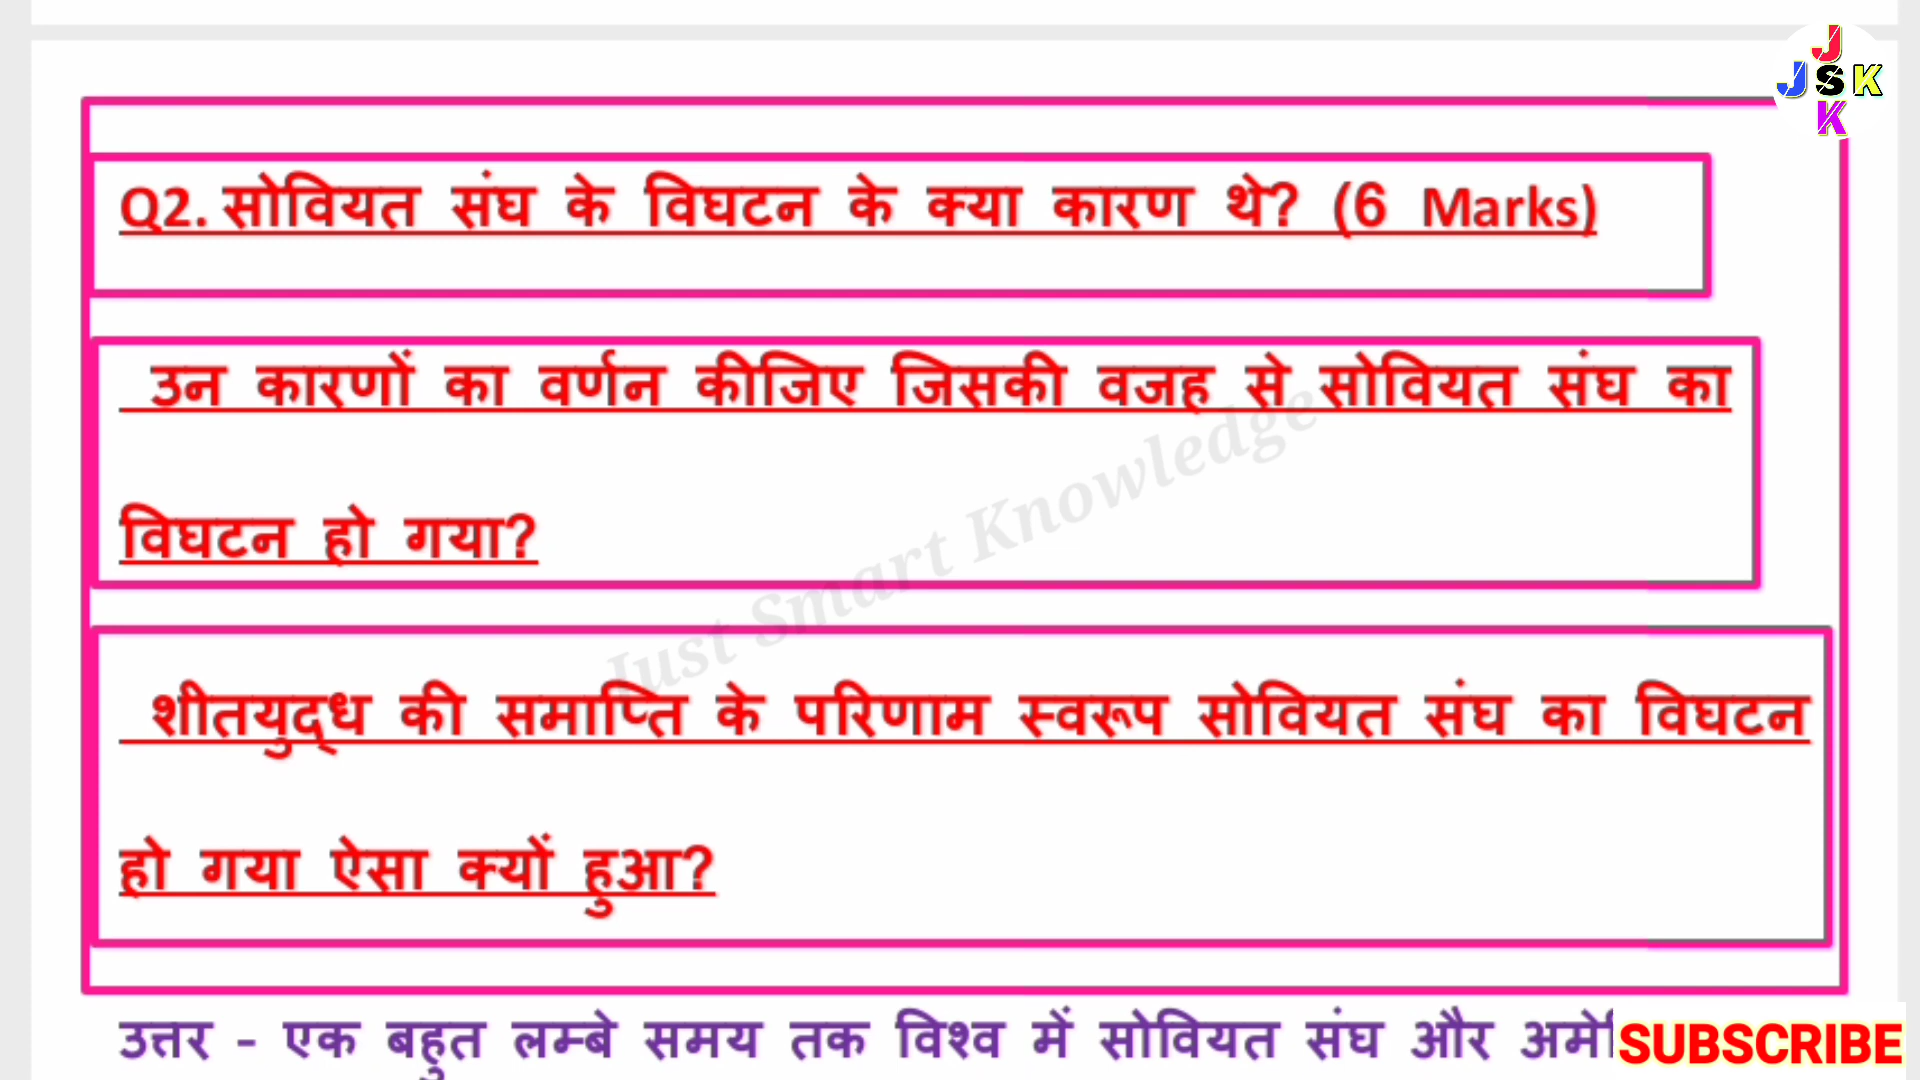 J
JSK
K
Q2. सोवियत संघ के विघटन के क्या कारण थे? (6 Marks)
उन कारणों का वर्णन कीजिए जिसकी वजह से सोवियत संघ का
विघटन हो गया?
Just Smart Knowledge
शीतयुद्ध की समाप्ति के परिणाम स्वरूप सोवियत संघ का विघटन
हो गया ऐसा क्यों हुआ?
उत्तर - एक बहुत लम्बे समय तक विश्व में सोवियत संघ और
SUBSCRIBE